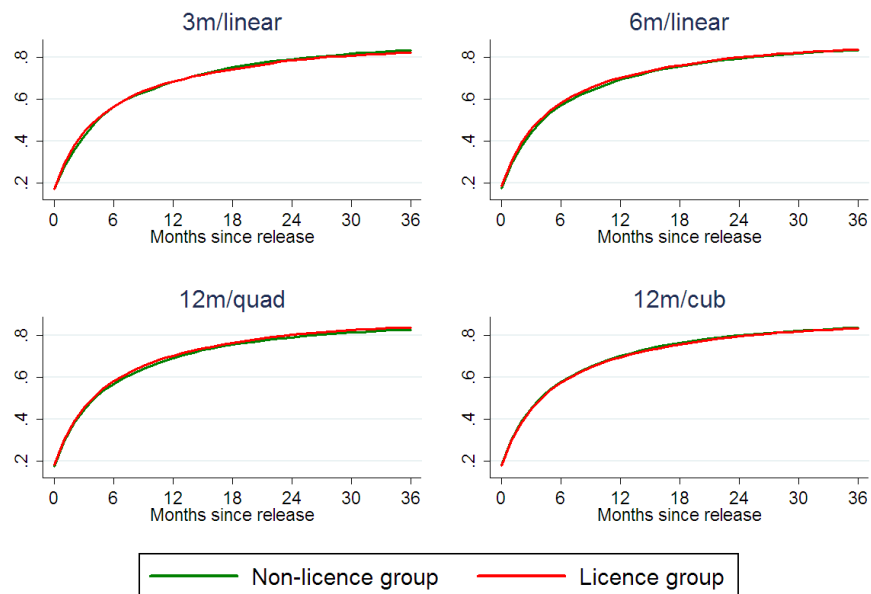 3m/linear
6m/linear
.8
.6
.4
.2
0 6 12 18 24 30 36
Months since release
.8
.6
.4
.2
0 6 12 18 24 30 36
Months since release
12m/quad
12m/cub
.8
.6
.4
.2
0 6 12 18 24 30 36
Months since release
.8
.6
.4
.2
0 6 12 18 24 30 36
Months since release
Non-licence group Licence group